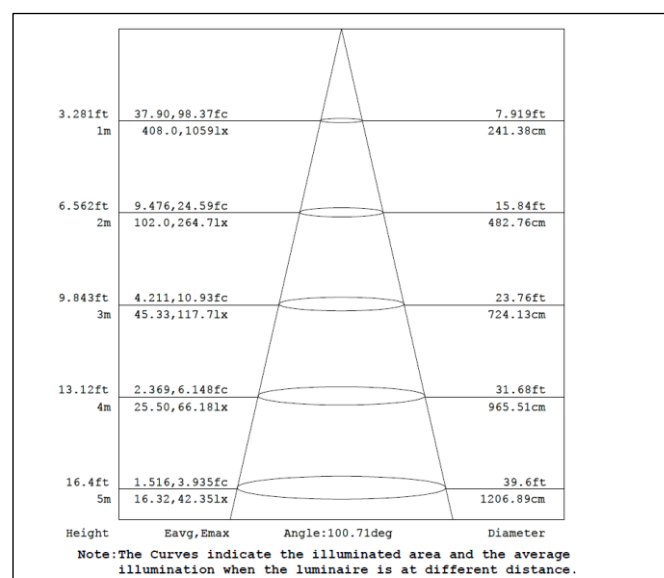 3.281ft 37.90,98.37fc 7.919ft
1m 408.0,1059lx 241.38cm
6.562ft 9.476,24.59fc 15.84ft
2m 102.0,264.7lx 482.76cm
9.843ft 4.211,10.93fc 23.76ft
3m 45.33,117.7lx 724.13cm
13.12ft 2.369,6.148fc 31.68ft
4m 25.50,66.18lx 965.51cm
16.4ft 1.516,3.935fc 39.6ft
5m 16.32,42.35lx 1206.89cm
Height Eavg,Emax Angle:100.71deg Diameter
Note:The Curves indicate the illuminated area and the average
illumination when the luminaire is at different distance.